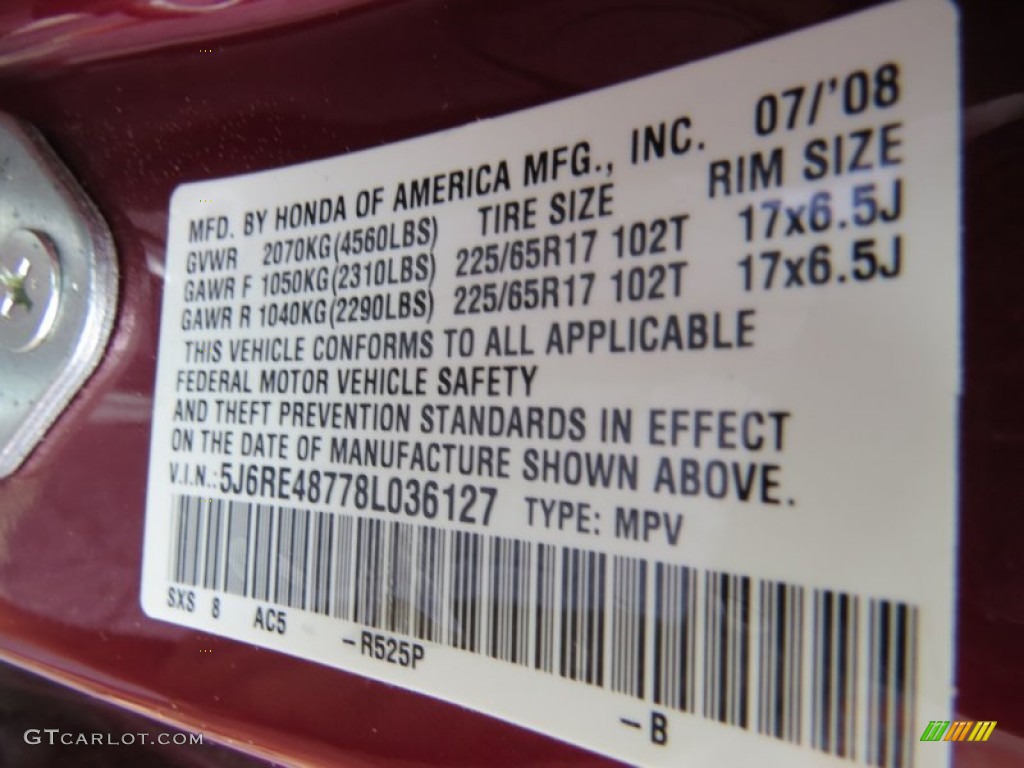 MFD. BY HONDA OF AMERICA MFG., INC. 07/'08
GVWR 2070KG(4560LBS) TIRE SIZE RIM SIZE
GAWR F 1050KG(2310LBS) 225/65R17 102T 17x6.5J
GAWR R 1040KG(2290LBS) 225/65R17 102T 17x6.5J
THIS VEHICLE CONFORMS TO ALL APPLICABLE
FEDERAL MOTOR VEHICLE SAFETY
AND THEFT PREVENTION STANDARDS IN EFFECT
ON THE DATE OF MANUFACTURE SHOWN ABOVE.
V.I.N.: 5J6RE48778L036127 TYPE: MPV
SXS 8 AC5 –R525P –B
GTCARLOT.COM